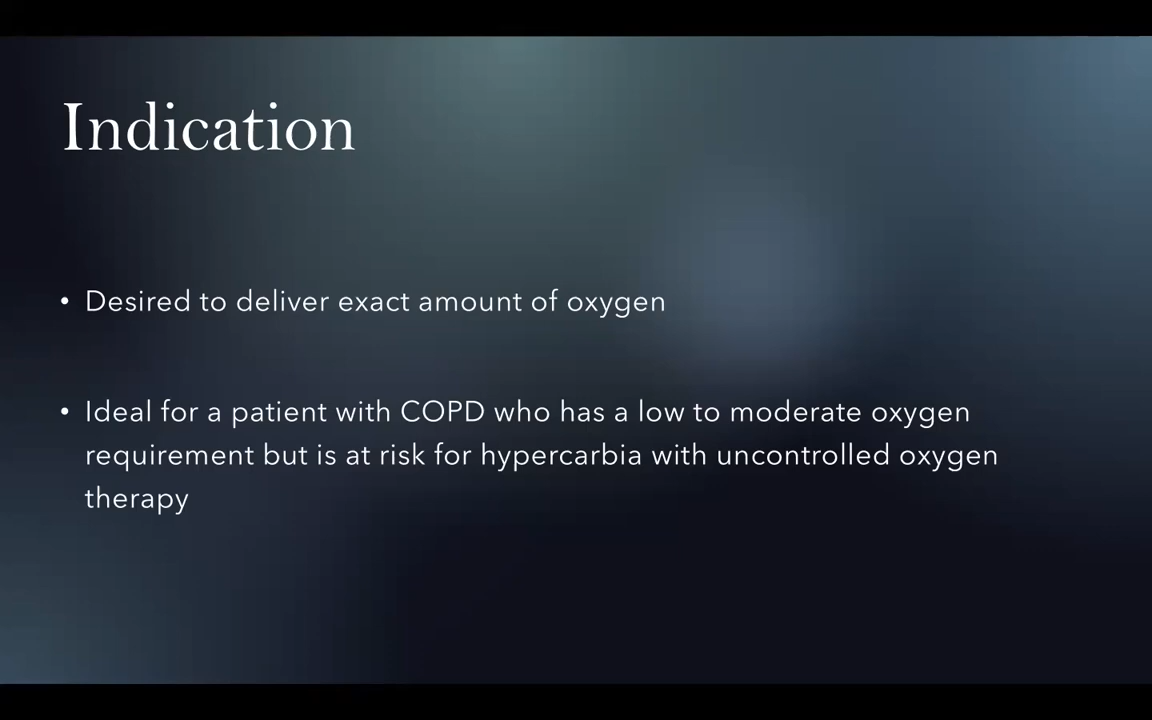 Indication
• Desired to deliver exact amount of oxygen
• Ideal for a patient with COPD who has a low to moderate oxygen
requirement but is at risk for hypercarbia with uncontrolled oxygen
therapy